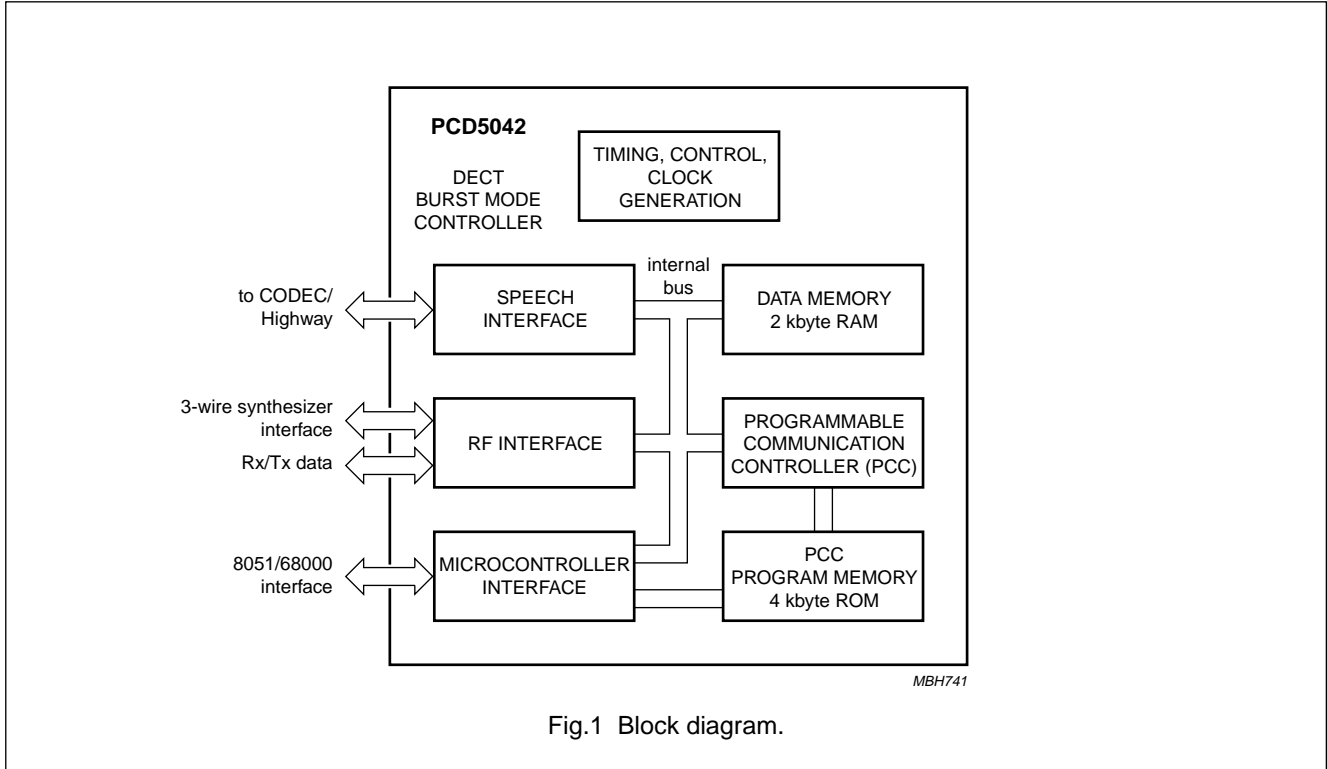 PCD5042
DECT
BURST MODE
CONTROLLER
TIMING, CONTROL,
CLOCK
GENERATION
to CODEC/
Highway
SPEECH
INTERFACE
internal
bus
DATA MEMORY
2 kbyte RAM
3-wire synthesizer
interface
Rx/Tx data
RF INTERFACE
PROGRAMMABLE
COMMUNICATION
CONTROLLER (PCC)
8051/68000
interface
MICROCONTROLLER
INTERFACE
PCC
PROGRAM MEMORY
4 kbyte ROM
MBH741
Fig.1 Block diagram.